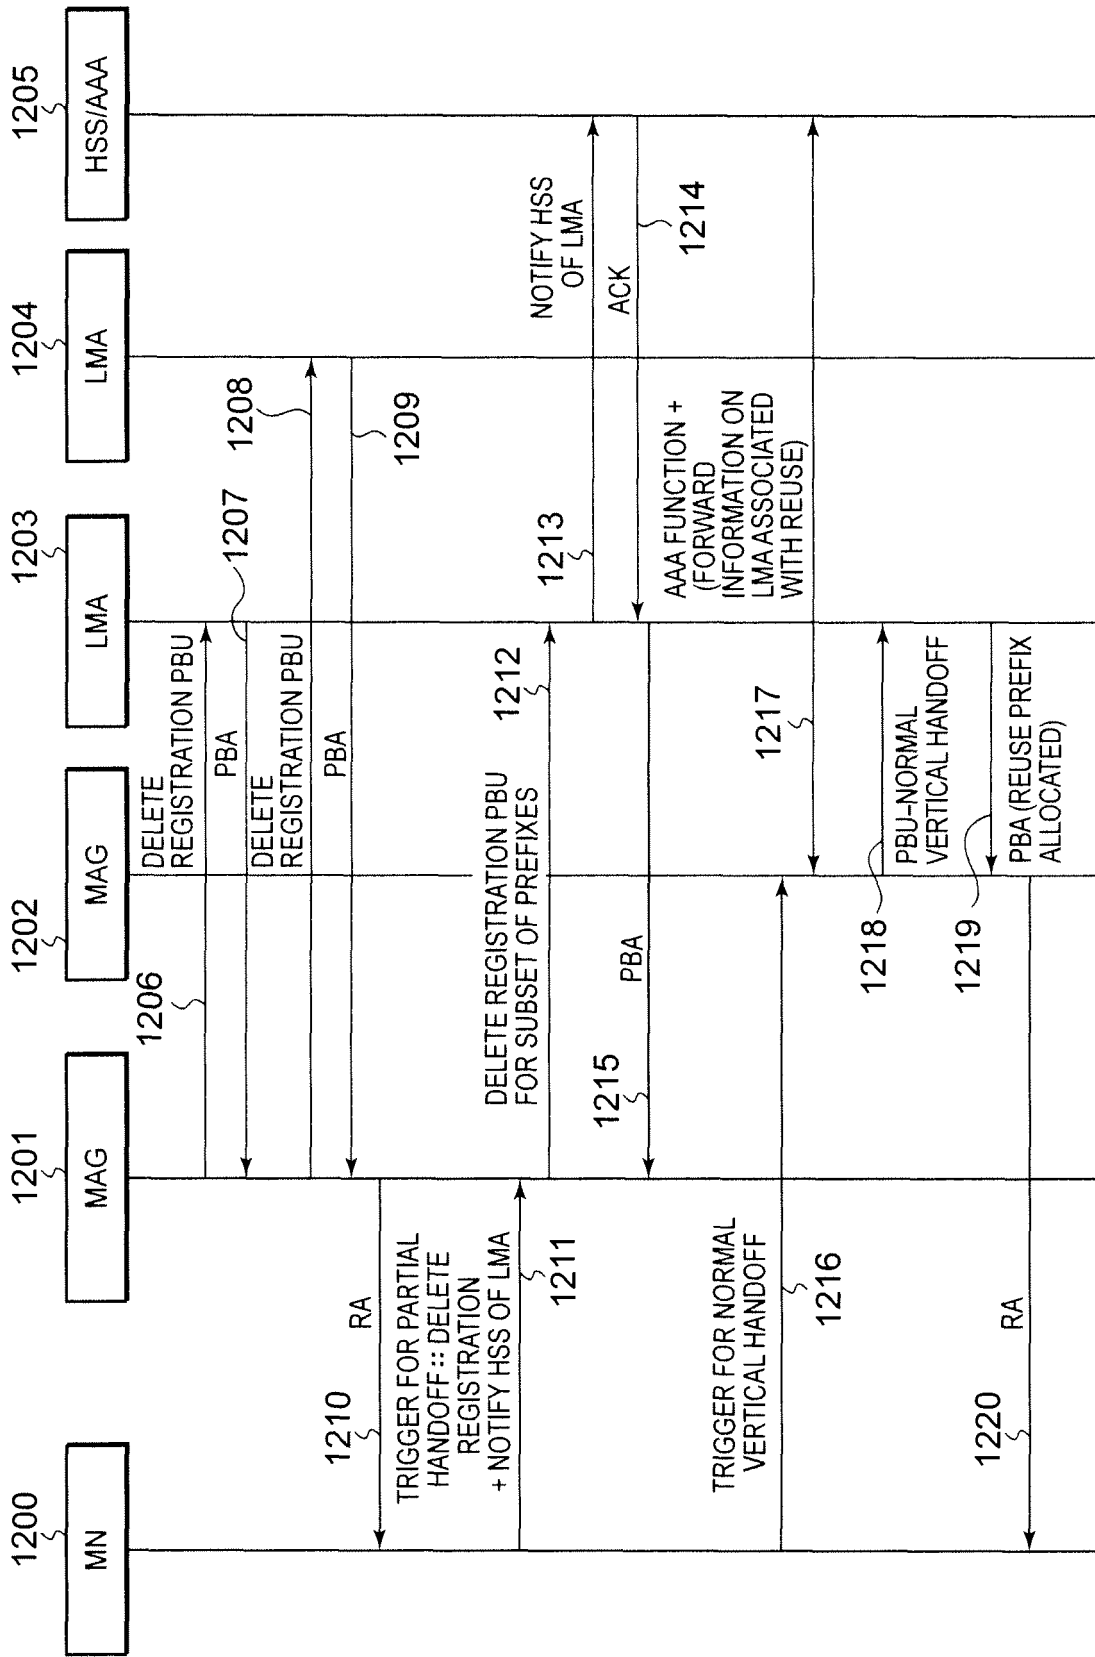 1200
MN
1201
MAG
1202
MAG
1203
LMA
1204
LMA
1205
HSS/AAA
1206
DELETE
REGISTRATION PBU
PBA
1207
DELETE
REGISTRATION PBU
1208
PBA
1209
RA
1210
TRIGGER FOR PARTIAL
HANDOFF :: DELETE
REGISTRATION
+ NOTIFY HSS OF LMA
1211
DELETE REGISTRATION PBU
FOR SUBSET OF PREFIXES
1212
1213
NOTIFY HSS
OF LMA
ACK
1214
1215
PBA
TRIGGER FOR NORMAL
VERTICAL HANDOFF
1216
1217
AAA FUNCTION +
(FORWARD
INFORMATION ON
LMA ASSOCIATED
WITH REUSE)
1218
PBU-NORMAL
VERTICAL HANDOFF
1219
PBA (REUSE PREFIX
ALLOCATED)
1220
RA